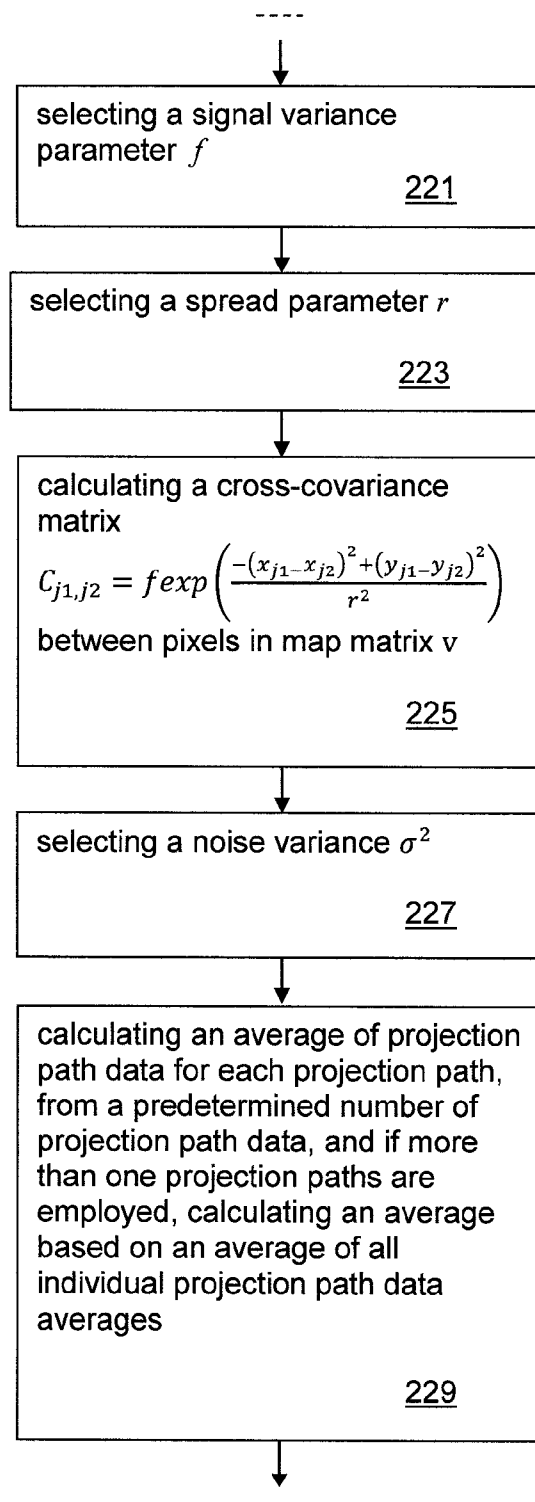 ----
selecting a signal variance
parameter f
221
selecting a spread parameter r
223
calculating a cross-covariance
matrix
C_{j1,j2} = fexp( (-(x_{j1}-x_{j2})^2+(y_{j1}-y_{j2})^2) / r^2 )
between pixels in map matrix v
225
selecting a noise variance σ²
227
calculating an average of projection
path data for each projection path,
from a predetermined number of
projection path data, and if more
than one projection paths are
employed, calculating an average
based on an average of all
individual projection path data
averages
229